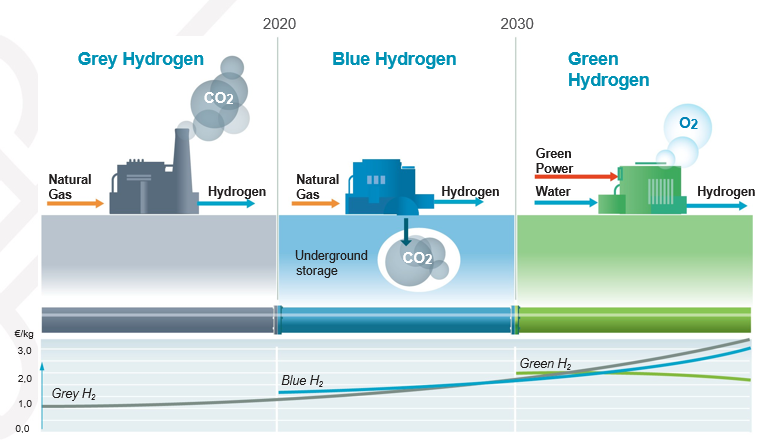 2020
2030
Grey Hydrogen
Blue Hydrogen
Green
Hydrogen
CO2
O2
Natural
Gas
Hydrogen
Natural
Gas
Hydrogen
Green
Power
Water
Hydrogen
Underground
storage
CO2
€/kg
3,0
2,0
1,0
0,0
Grey H2
Blue H2
Green H2